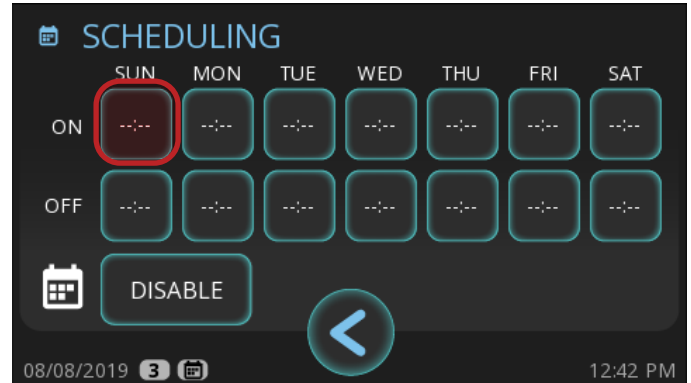 SCHEDULING
SUN MON TUE WED THU FRI SAT
ON --:-- --:-- --:-- --:-- --:-- --:-- --:--
OFF --:-- --:-- --:-- --:-- --:-- --:-- --:--
DISABLE
08/08/2019 3 12:42 PM